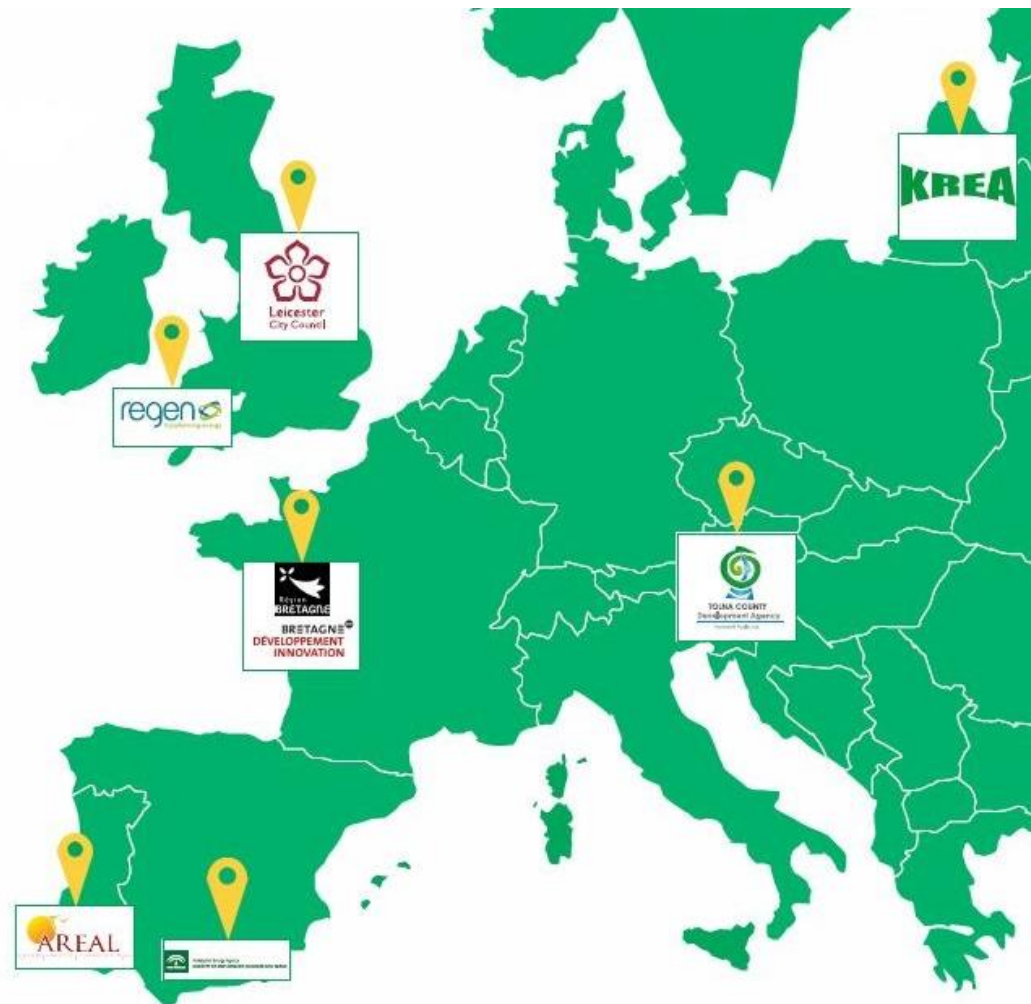 KREA
Leicester
City Council
regen
Région
BRETAGNE
BRETAGNE
DÉVELOPPEMENT
INNOVATION
TOLNA COUNTY
Development Agency
AREAL